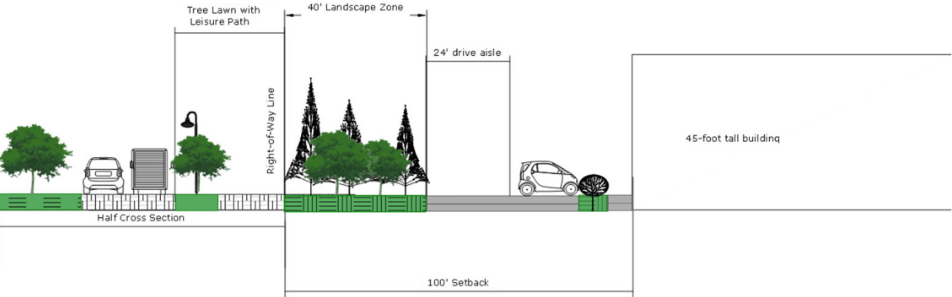 Tree Lawn with
Leisure Path
40' Landscape Zone
24' drive aisle
Right-of-Way Line
45-foot tall building
Half Cross Section
100' Setback